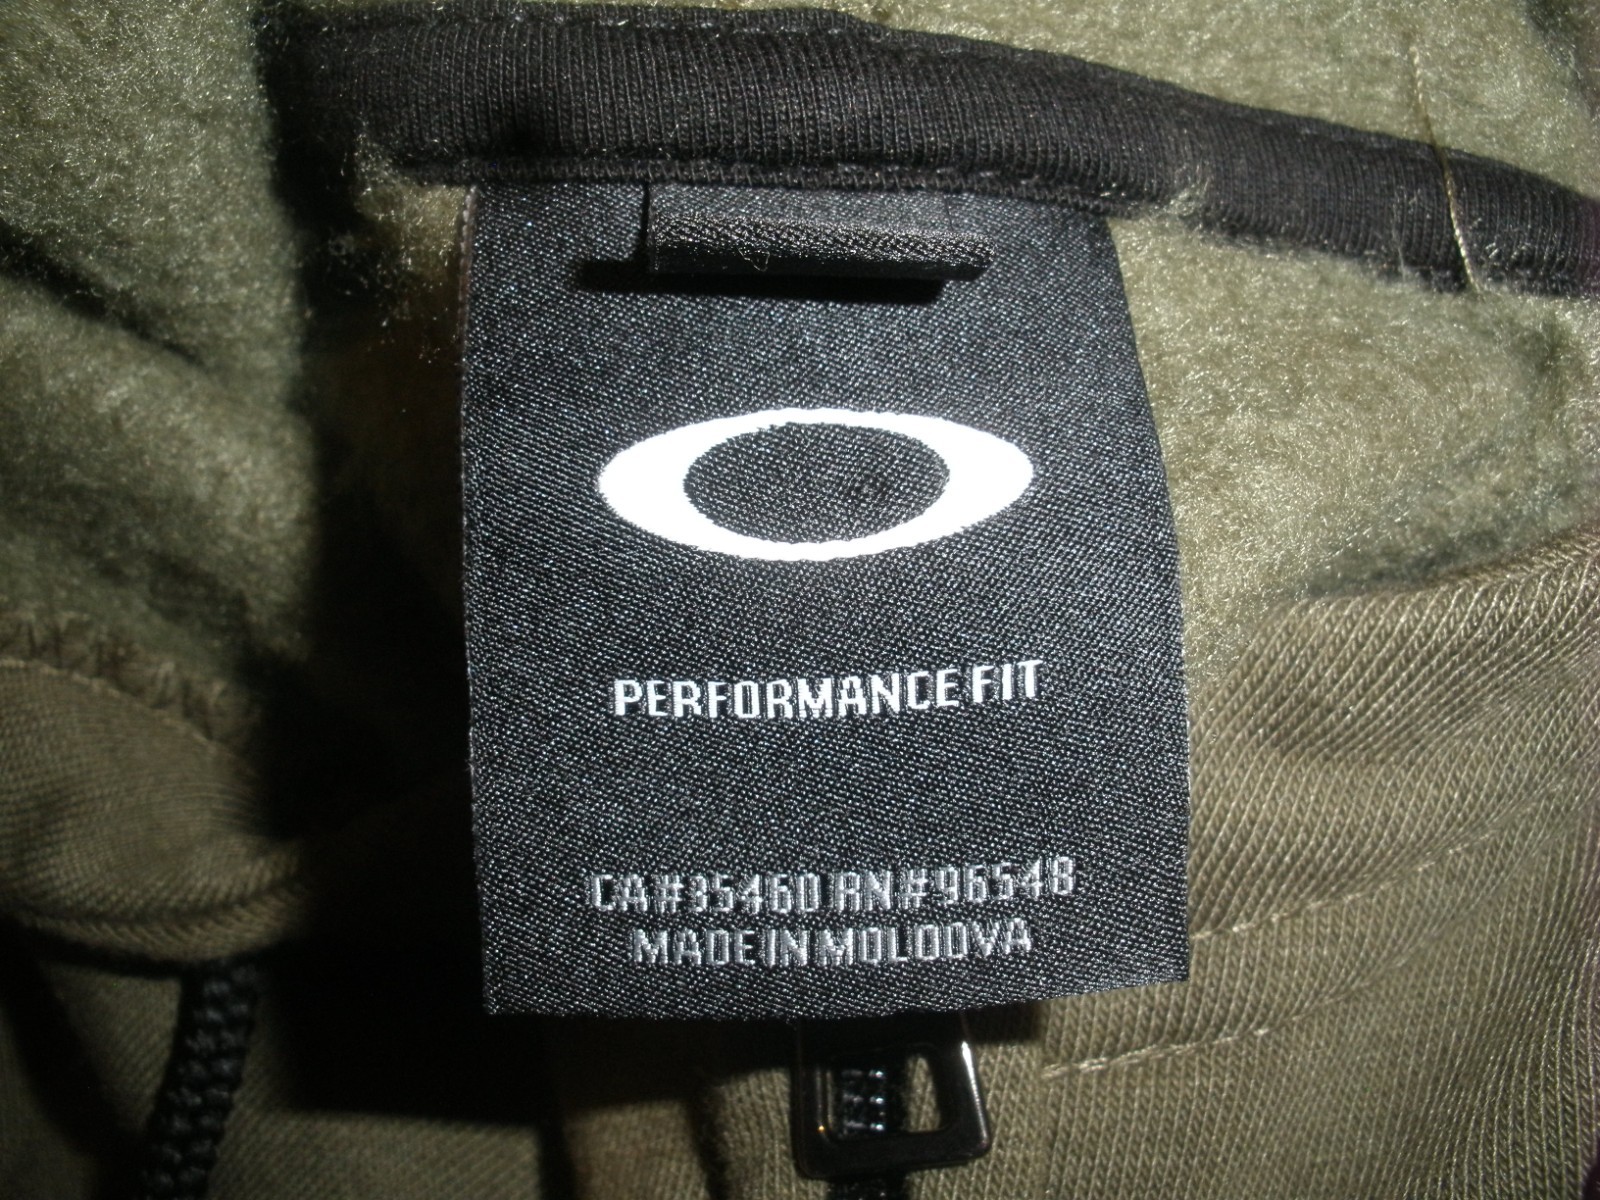 PERFORMANCE FIT
CA#35460 RN#96548
MADE IN MOLDOVA